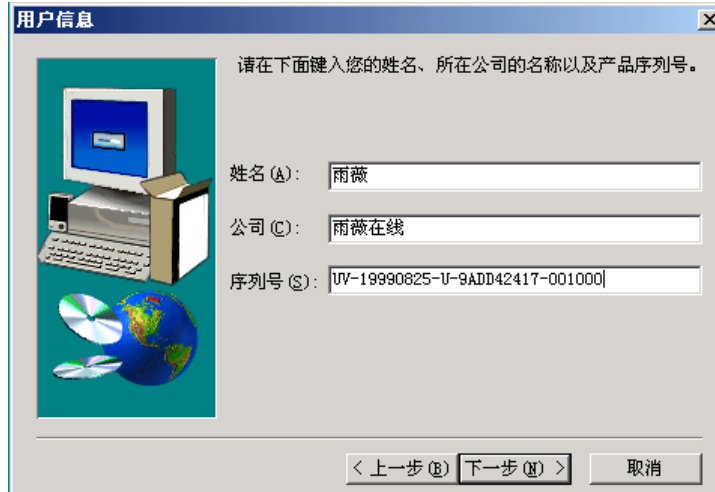 用户信息
请在下面键入您的姓名、所在公司的名称以及产品序列号。
姓名(A): 雨薇
公司(C): 雨薇在线
序列号(S): UV-19990825-U-9ADD42417-001000
< 上一步(B) 下一步(N) > 取消